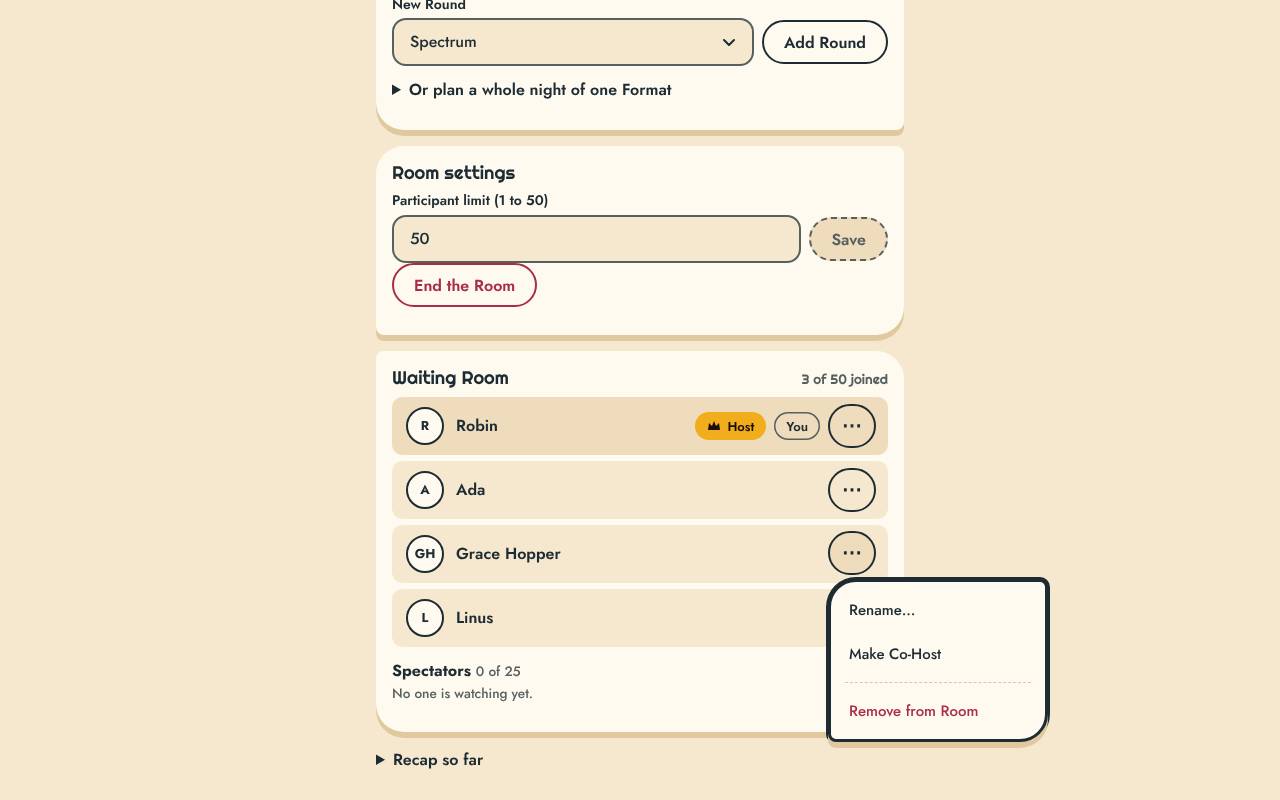 New Round
Spectrum
Add Round
Or plan a whole night of one Format
Room settings
Participant limit (1 to 50)
50
Save
End the Room
Waiting Room
3 of 50 joined
R
Robin
Host
You
A
Ada
GH
Grace Hopper
L
Linus
Rename…
Make Co-Host
Remove from Room
Spectators 0 of 25
No one is watching yet.
Recap so far